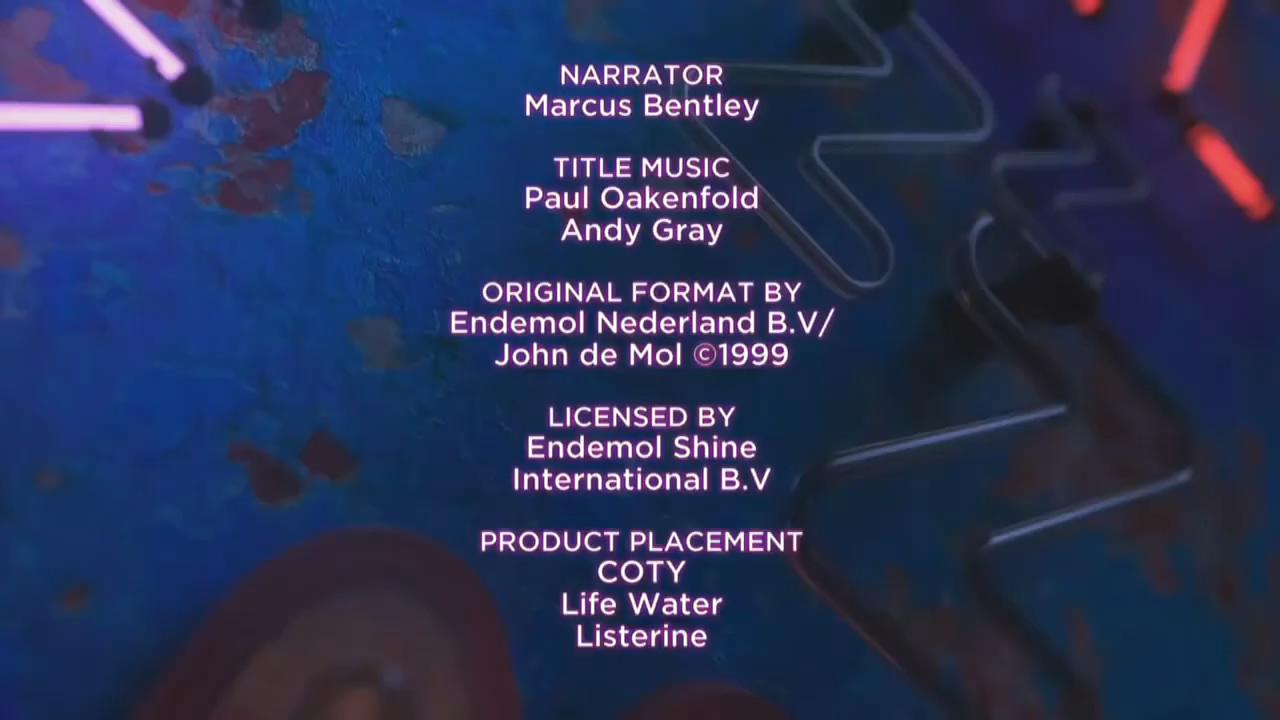 NARRATOR
Marcus Bentley
TITLE MUSIC
Paul Oakenfold
Andy Gray
ORIGINAL FORMAT BY
Endemol Nederland B.V/
John de Mol ©1999
LICENSED BY
Endemol Shine
International B.V
PRODUCT PLACEMENT
COTY
Life Water
Listerine